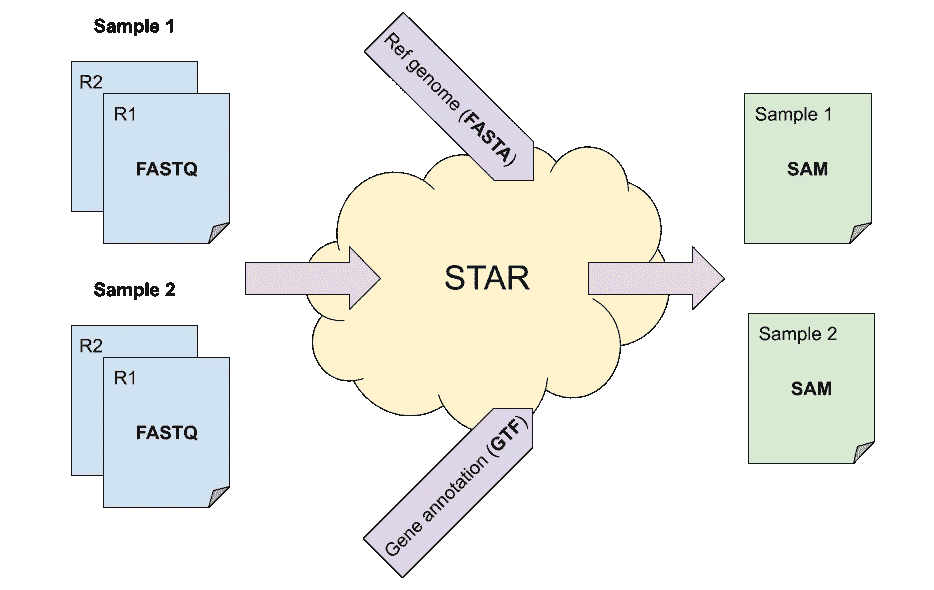 Sample 1
R2
R1
FASTQ
Sample 2
R2
R1
FASTQ
Ref genome (FASTA)
STAR
Gene annotation (GTF)
Sample 1
SAM
Sample 2
SAM